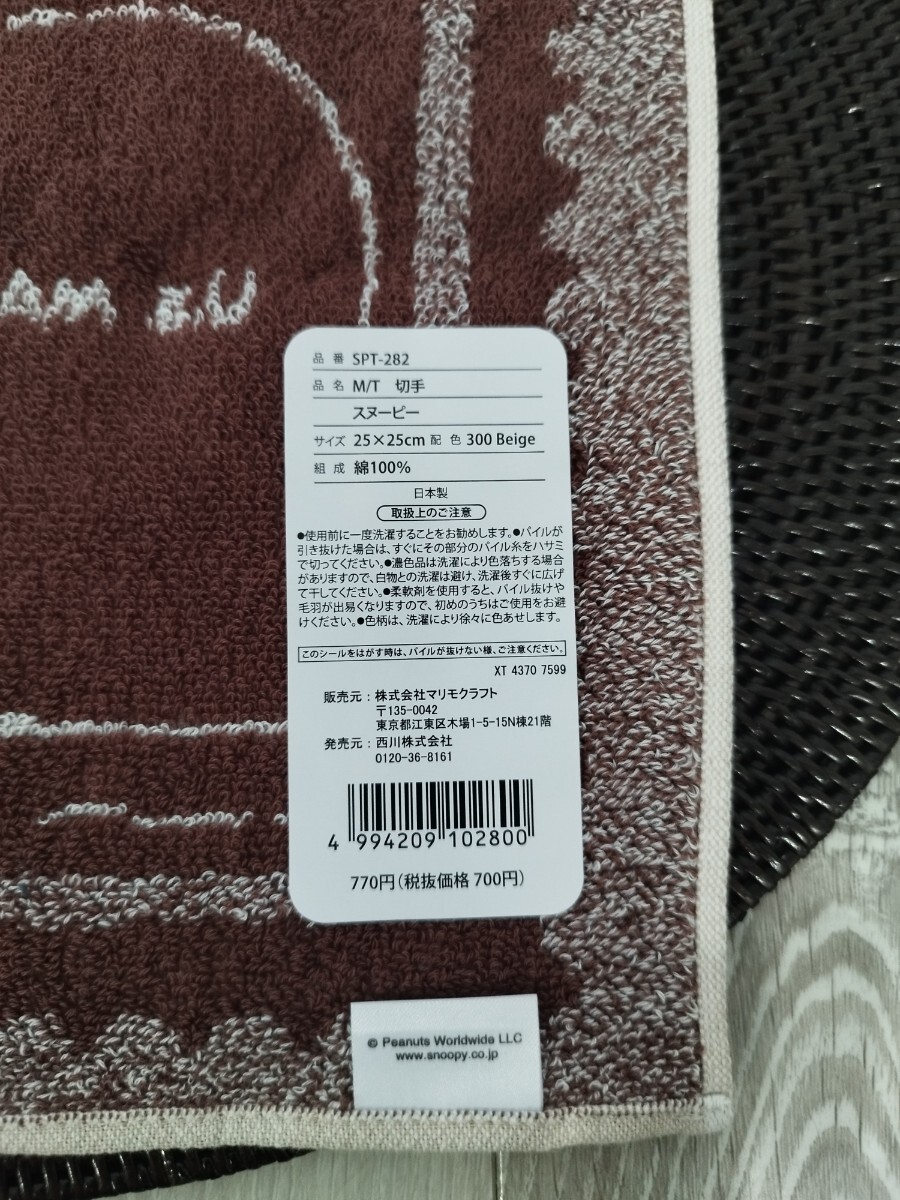 品番 SPT-282
品名 M/T 切手
スヌーピー
サイズ 25×25cm 配色 300 Beige
組成 綿100%
日本製
取扱上のご注意
●使用前に一度洗濯することをお勧めします。●パイルが
引き抜けた場合は、すぐにその部分のパイル糸をハサミ
で切ってください。●濃色品は洗濯により色落ちする場合
がありますので、白物との洗濯は避け、洗濯後すぐに広げ
て干してください。●柔軟剤を使用すると、パイル抜けや
毛羽が出易くなりますので、初めのうちはご使用をお避
けください。●色柄は、洗濯により徐々に色あせします。
このシールをはがす時は、パイルが抜けない様、ご注意ください。
XT 4370 7599
販売元：株式会社マリモクラフト
〒135-0042
東京都江東区木場1-5-15N棟21階
発売元：西川株式会社
0120-36-8161
4 994209 102800
770円(税抜価格 700円)
© Peanuts Worldwide LLC
www.snoopy.co.jp